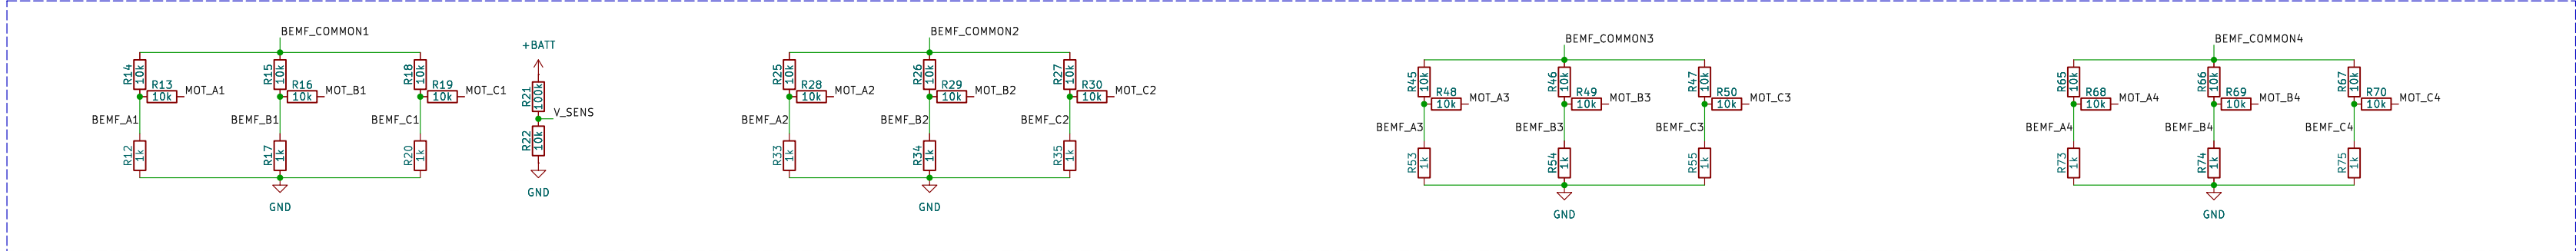 BEMF_COMMON1
R14 10k
R15 10k
R18 10k
R13 10k MOT_A1
R16 10k MOT_B1
R19 10k MOT_C1
BEMF_A1
BEMF_B1
BEMF_C1
R12 1k
R17 1k
R20 1k
GND
+BATT
R21 100k
V_SENS
R22 10k
GND
BEMF_COMMON2
R25 10k
R26 10k
R27 10k
R28 10k MOT_A2
R29 10k MOT_B2
R30 10k MOT_C2
BEMF_A2
BEMF_B2
BEMF_C2
R33 1k
R34 1k
R35 1k
GND
BEMF_COMMON3
R45 10k
R46 10k
R47 10k
R48 10k MOT_A3
R49 10k MOT_B3
R50 10k MOT_C3
BEMF_A3
BEMF_B3
BEMF_C3
R53 1k
R54 1k
R55 1k
GND
BEMF_COMMON4
R65 10k
R66 10k
R67 10k
R68 10k MOT_A4
R69 10k MOT_B4
R70 10k MOT_C4
BEMF_A4
BEMF_B4
BEMF_C4
R73 1k
R74 1k
R75 1k
GND